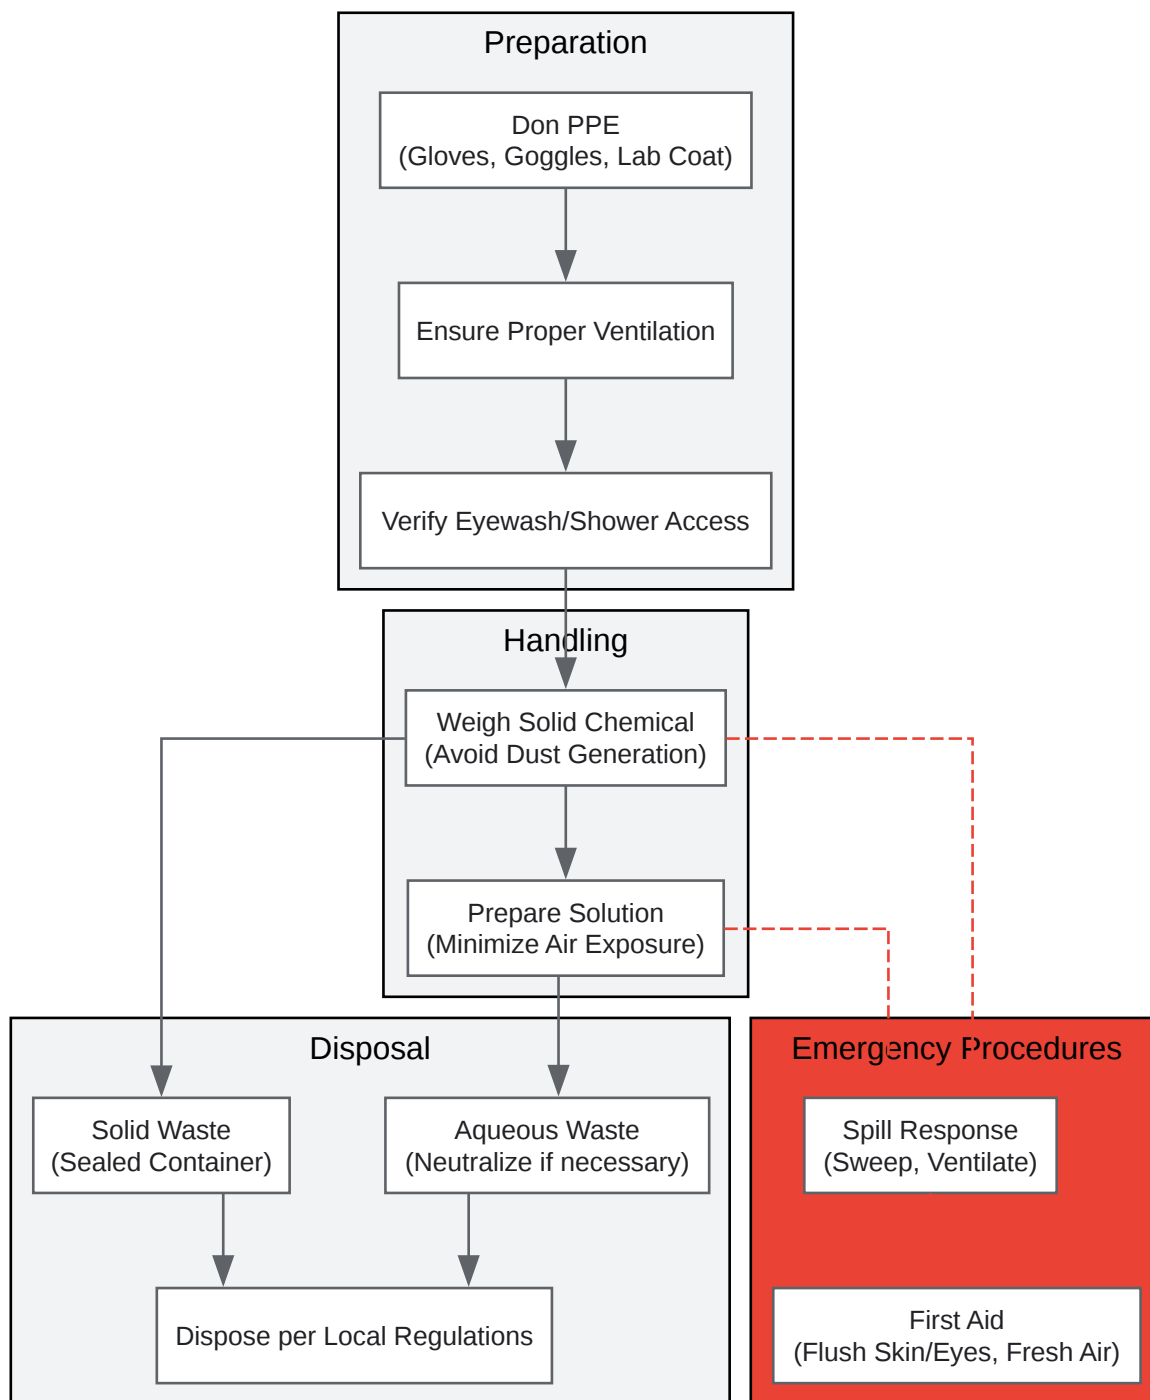 Preparation
Don PPE
(Gloves, Goggles, Lab Coat)
Ensure Proper Ventilation
Verify Eyewash/Shower Access
Handling
Weigh Solid Chemical
(Avoid Dust Generation)
Prepare Solution
(Minimize Air Exposure)
Disposal
Solid Waste
(Sealed Container)
Aqueous Waste
(Neutralize if necessary)
Dispose per Local Regulations
Emergency Procedures
Spill Response
(Sweep, Ventilate)
First Aid
(Flush Skin/Eyes, Fresh Air)